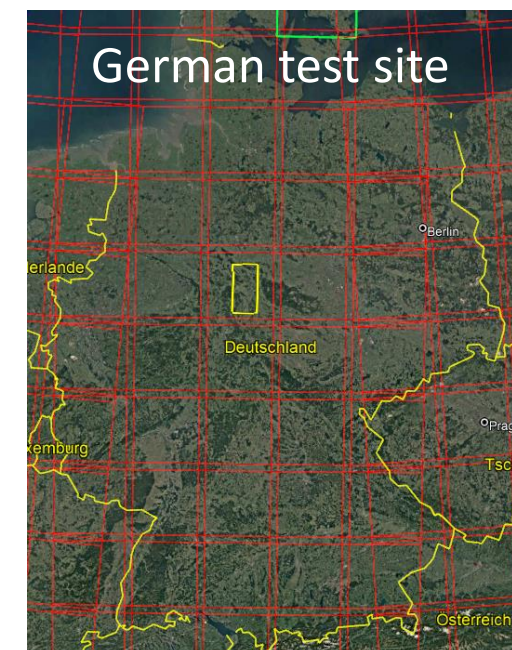 German test site
Berlin
erlande
Deutschland
Prag
xemburg
Tsc
Österreich